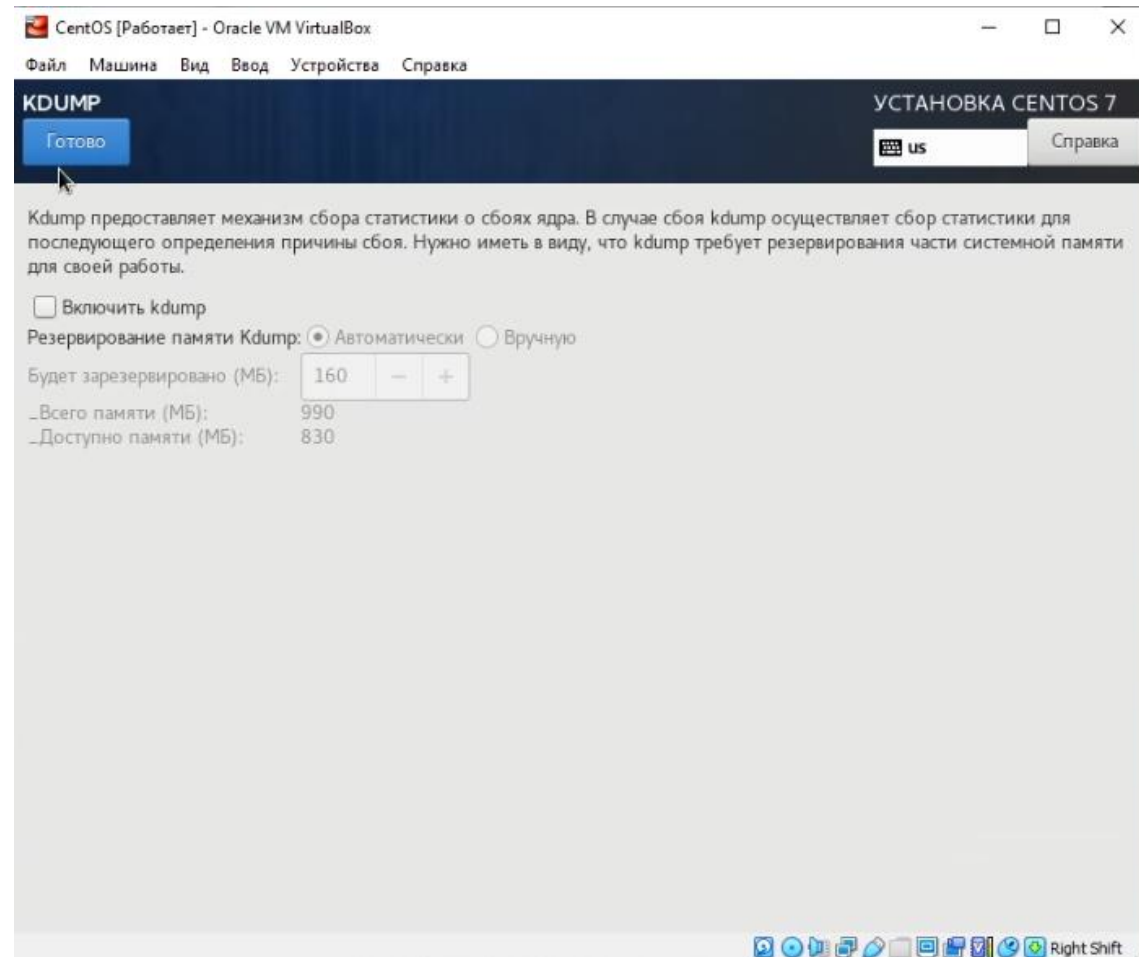 CentOS [Работает] - Oracle VM VirtualBox
Файл Машина Вид Ввод Устройства Справка
KDUMP
УСТАНОВКА CENTOS 7
Готово
us
Справка
Kdump предоставляет механизм сбора статистики о сбоях ядра. В случае сбоя kdump осуществляет сбор статистики для
последующего определения причины сбоя. Нужно иметь в виду, что kdump требует резервирования части системной памяти
для своей работы.
Включить kdump
Резервирование памяти Kdump: Автоматически Вручную
Будет зарезервировано (МБ): 160 − +
_Всего памяти (МБ): 990
_Доступно памяти (МБ): 830
Right Shift